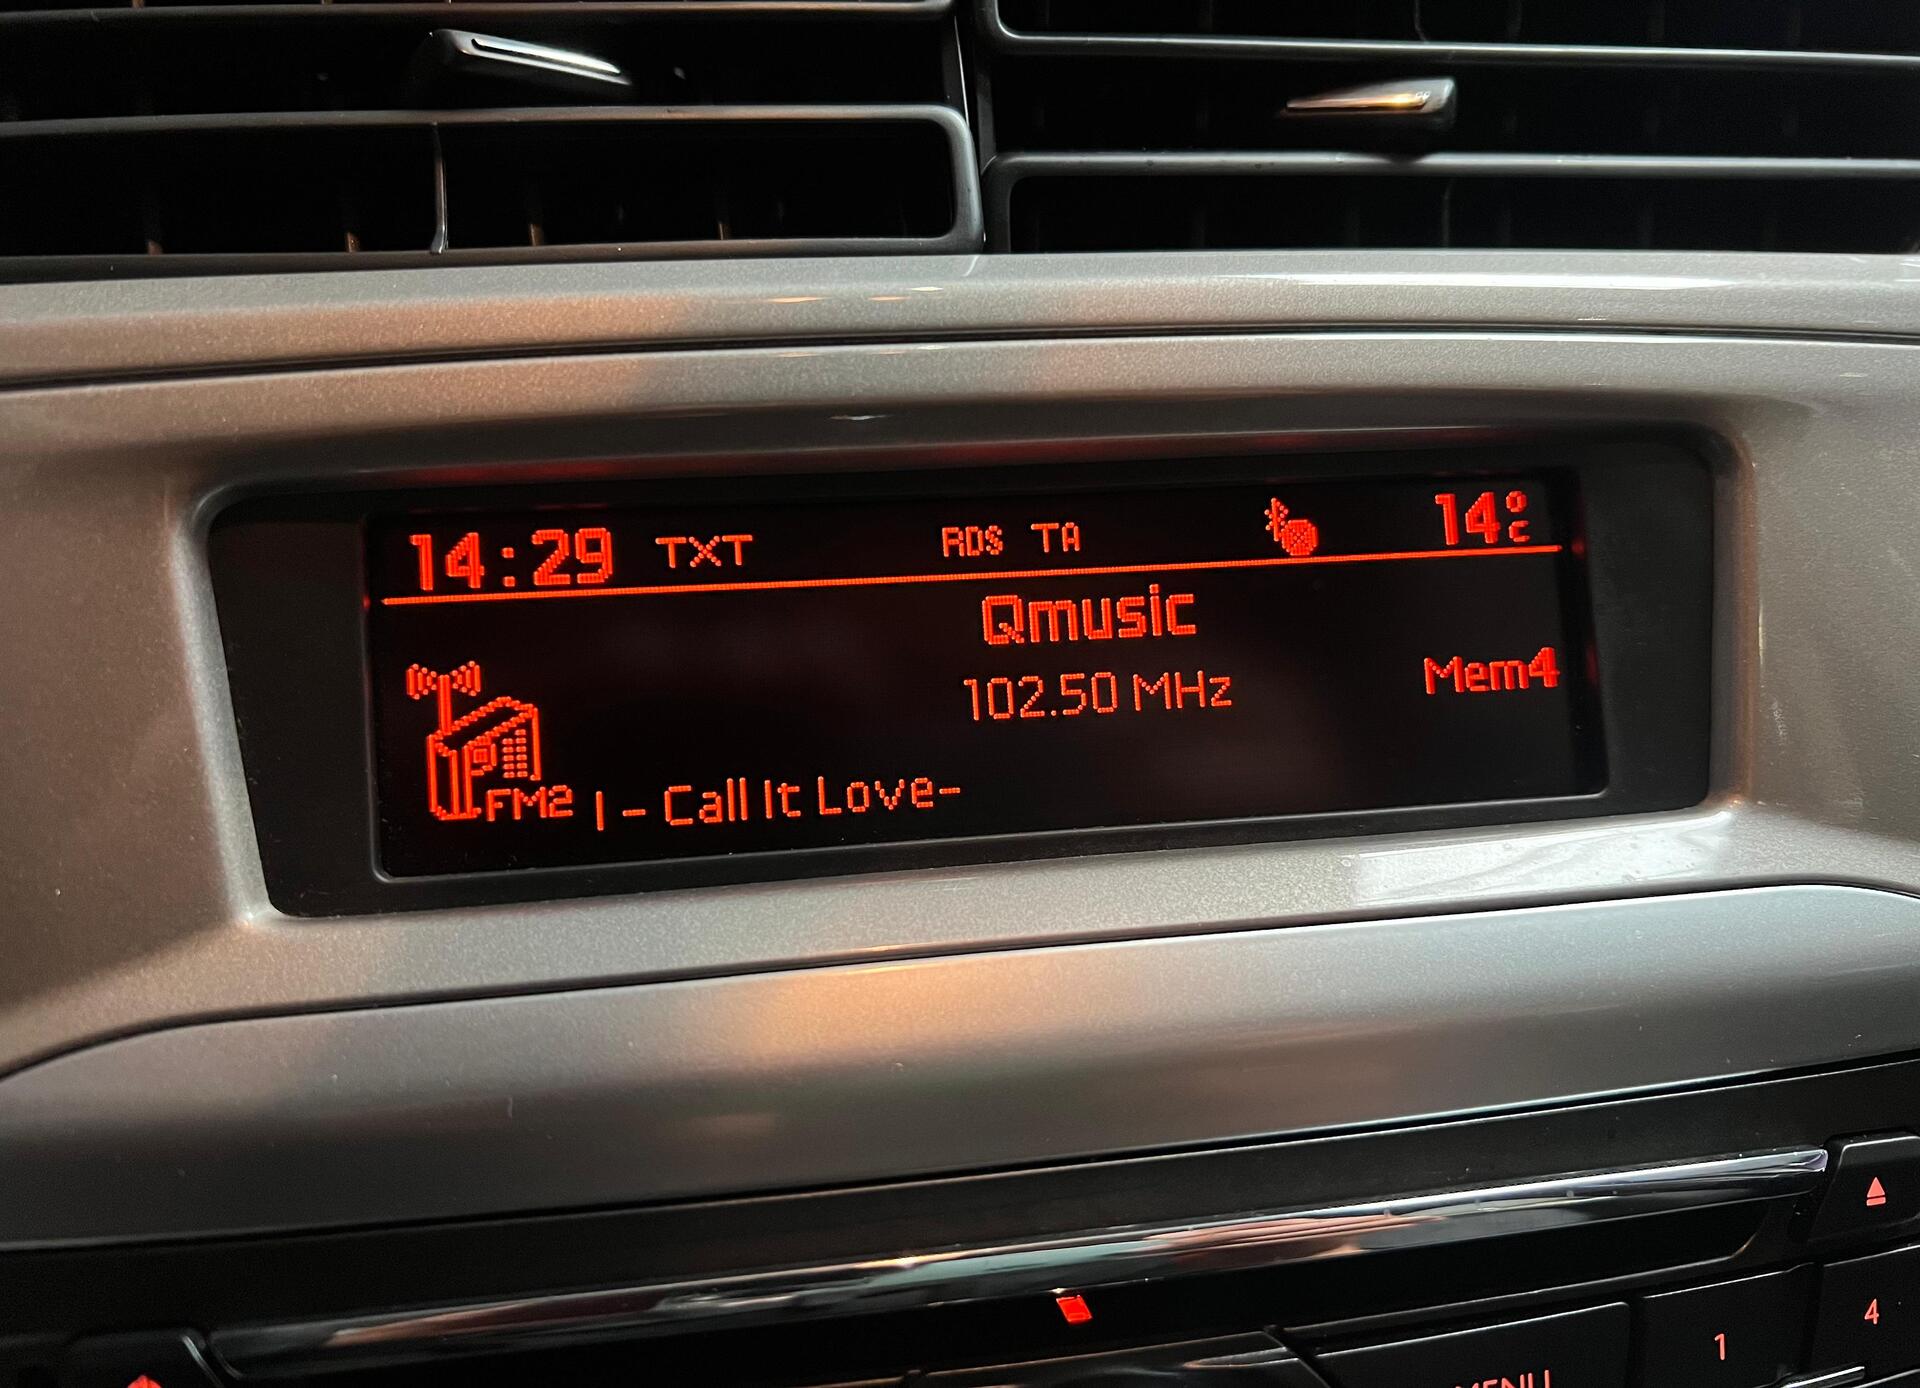 14:29 TXT RDS TA 14°C
Qmusic
102.50 MHz
Mem4
FM2 | - Call It Love-
1
4
MENU